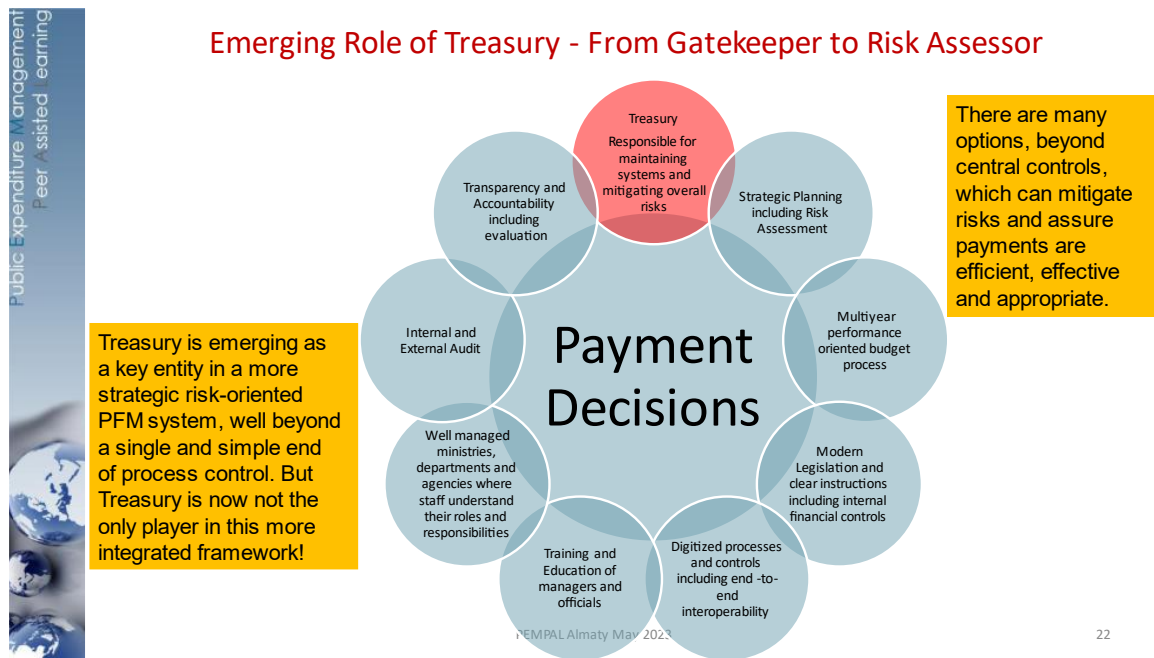 Public Expenditure Management
Peer Assisted Learning
Emerging Role of Treasury - From Gatekeeper to Risk Assessor
There are many
options, beyond
central controls,
which can mitigate
risks and assure
payments are
efficient, effective
and appropriate.
Treasury
Responsible for
maintaining
systems and
mitigating overall
risks
Strategic Planning
including Risk
Assessment
Multiyear
performance
oriented budget
process
Modern
Legislation and
clear instructions
including internal
financial controls
Digitized processes
and controls
including end -to-
end
interoperability
Training and
Education of
managers and
officials
Well managed
ministries,
departments and
agencies where
staff understand
their roles and
responsibilities
Internal and
External Audit
Transparency and
Accountability
including
evaluation
Payment
Decisions
Treasury is emerging as
a key entity in a more
strategic risk-oriented
PFM system, well beyond
a single and simple end
of process control. But
Treasury is now not the
only player in this more
integrated framework!
PEMPAL Almaty May 2023
22